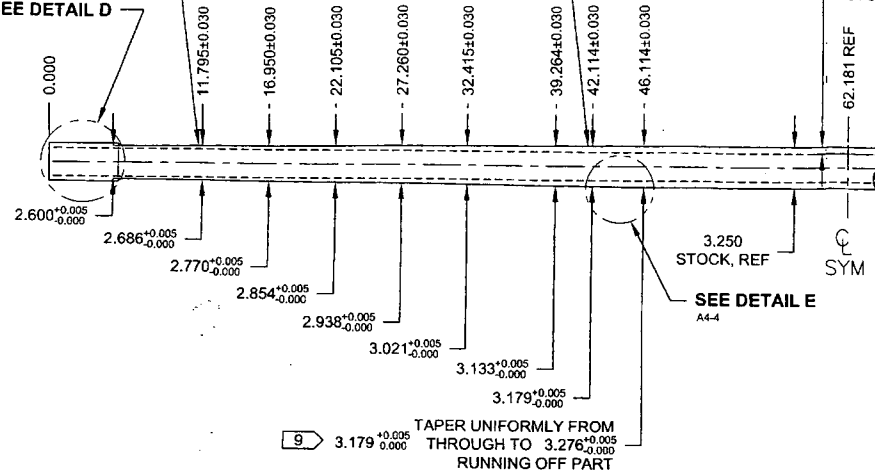 EE DETAIL D
0.000
11.795±0.030
16.950±0.030
22.105±0.030
27.260±0.030
32.415±0.030
39.264±0.030
42.114±0.030
46.114±0.030
62.181 REF
2.600+0.005 -0.000
2.686+0.005 -0.000
2.770+0.005 -0.000
2.854+0.005 -0.000
2.938+0.005 -0.000
3.021+0.005 -0.000
3.133+0.005 -0.000
3.179+0.005 -0.000
3.250
STOCK, REF
℄
SYM
SEE DETAIL E
A4-4
TAPER UNIFORMLY FROM
9 3.179 +0.005 0.000 THROUGH TO 3.276+0.005 -0.000
RUNNING OFF PART